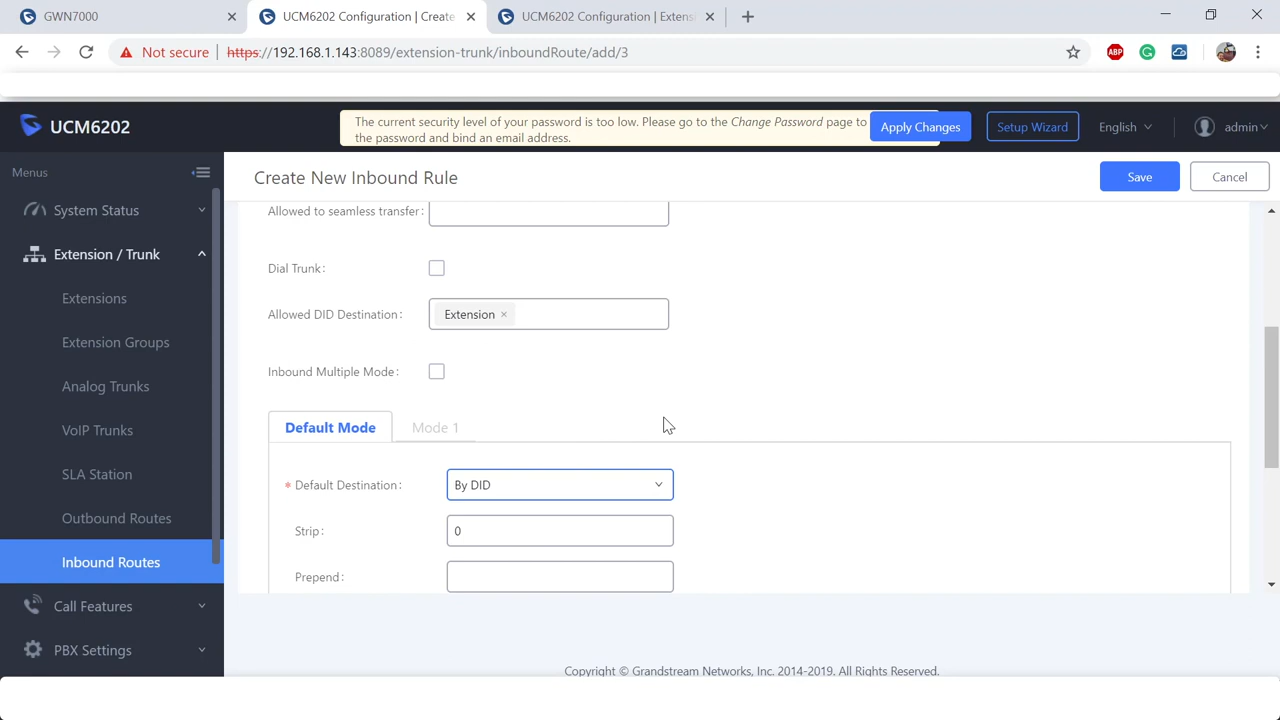 GWN7000
UCM6202 Configuration | Create
UCM6202 Configuration | Extens
Not secure
https://192.168.1.143:8089/extension-trunk/inboundRoute/add/3
ABP
UCM6202
The current security level of your password is too low. Please go to the Change Password page to
the password and bind an email address.
Apply Changes
Setup Wizard
English
admin
Menus
Create New Inbound Rule
Save
Cancel
System Status
Extension / Trunk
Extensions
Extension Groups
Analog Trunks
VoIP Trunks
SLA Station
Outbound Routes
Inbound Routes
Call Features
PBX Settings
Allowed to seamless transfer:
Dial Trunk:
Allowed DID Destination:
Extension ×
Inbound Multiple Mode:
Default Mode
Mode 1
* Default Destination:
By DID
Strip:
0
Prepend:
Copyright © Grandstream Networks, Inc. 2014-2019. All Rights Reserved.